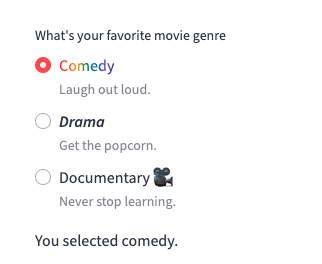 What's your favorite movie genre
Comedy
Laugh out loud.
Drama
Get the popcorn.
Documentary 🎥
Never stop learning.
You selected comedy.